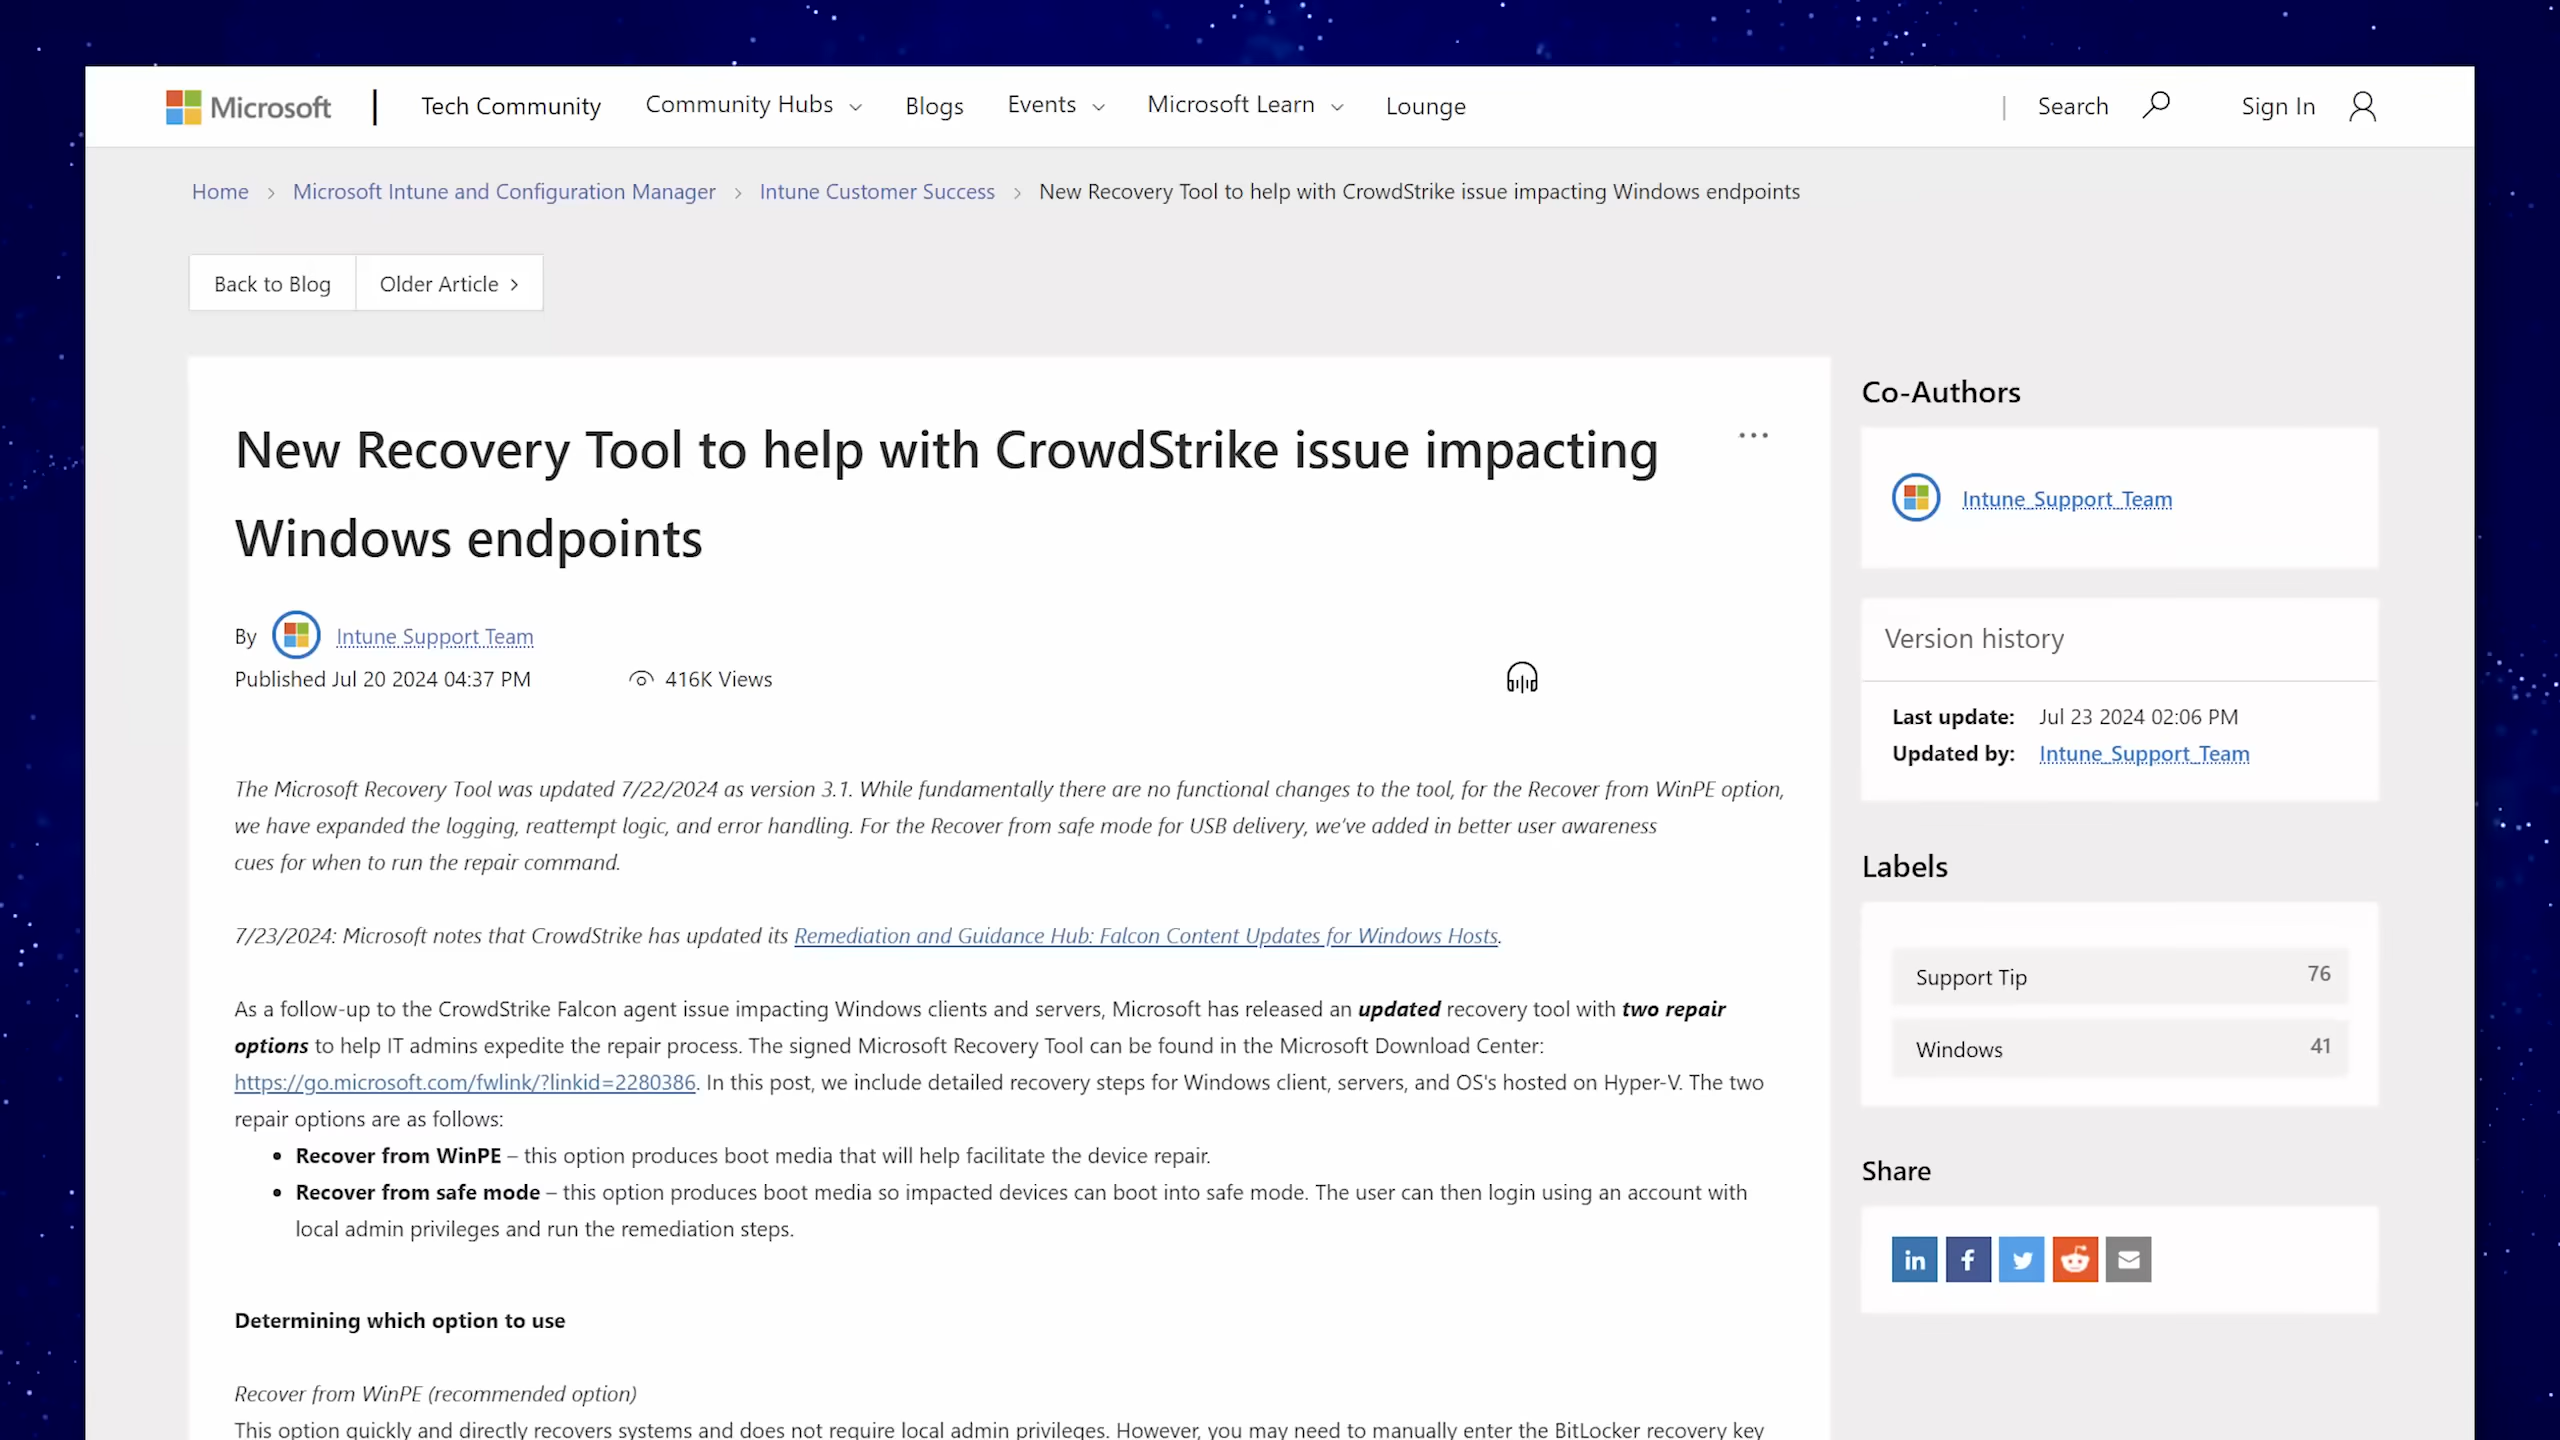 Microsoft
Tech Community
Community Hubs
Blogs
Events
Microsoft Learn
Lounge
Search
Sign In
Home > Microsoft Intune and Configuration Manager > Intune Customer Success > New Recovery Tool to help with CrowdStrike issue impacting Windows endpoints
Back to Blog
Older Article >
New Recovery Tool to help with CrowdStrike issue impacting
Windows endpoints
By Intune Support Team
Published Jul 20 2024 04:37 PM
416K Views
The Microsoft Recovery Tool was updated 7/22/2024 as version 3.1. While fundamentally there are no functional changes to the tool, for the Recover from WinPE option,
we have expanded the logging, reattempt logic, and error handling. For the Recover from safe mode for USB delivery, we've added in better user awareness
cues for when to run the repair command.
7/23/2024: Microsoft notes that CrowdStrike has updated its Remediation and Guidance Hub: Falcon Content Updates for Windows Hosts.
As a follow-up to the CrowdStrike Falcon agent issue impacting Windows clients and servers, Microsoft has released an updated recovery tool with two repair
options to help IT admins expedite the repair process. The signed Microsoft Recovery Tool can be found in the Microsoft Download Center:
https://go.microsoft.com/fwlink/?linkid=2280386. In this post, we include detailed recovery steps for Windows client, servers, and OS's hosted on Hyper-V. The two
repair options are as follows:
• Recover from WinPE – this option produces boot media that will help facilitate the device repair.
• Recover from safe mode – this option produces boot media so impacted devices can boot into safe mode. The user can then login using an account with
local admin privileges and run the remediation steps.
Determining which option to use
Recover from WinPE (recommended option)
This option quickly and directly recovers systems and does not require local admin privileges. However, you may need to manually enter the BitLocker recovery key
Co-Authors
Intune_Support_Team
Version history
Last update: Jul 23 2024 02:06 PM
Updated by: Intune_Support_Team
Labels
Support Tip 76
Windows 41
Share